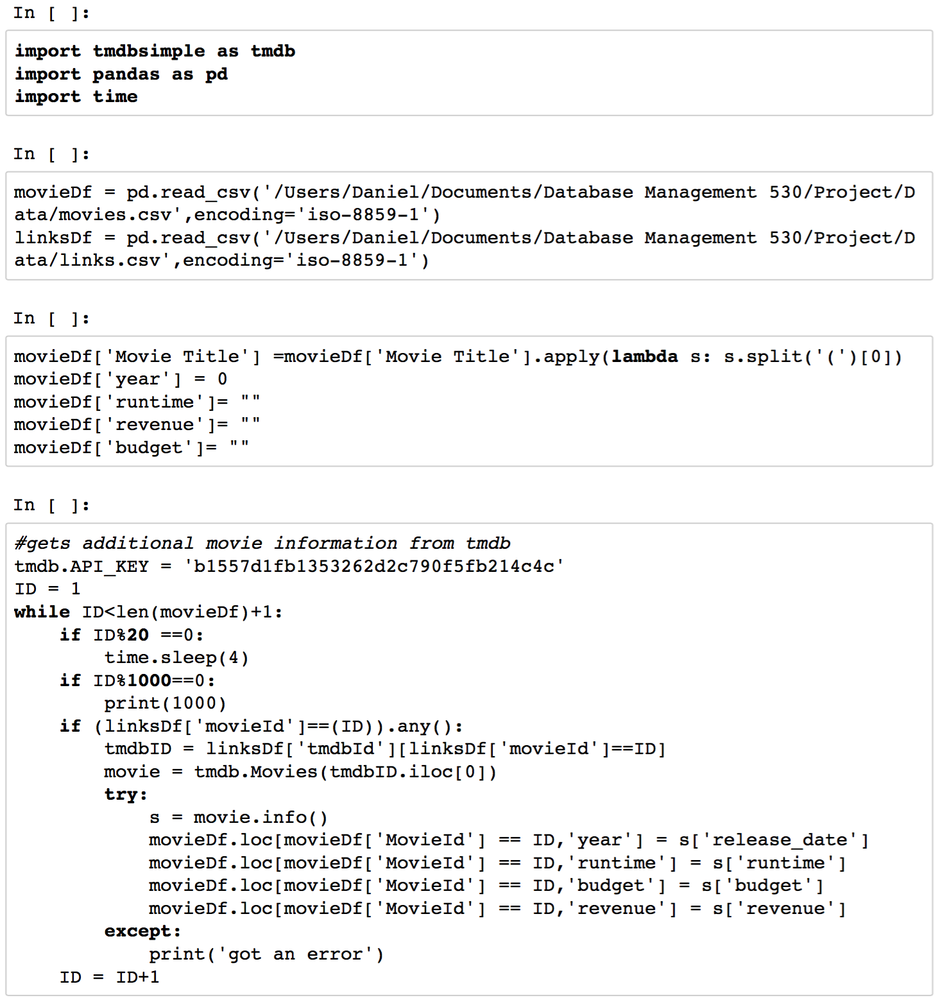 In [ ]:
import tmdbsimple as tmdb
import pandas as pd
import time
In [ ]:
movieDf = pd.read_csv('/Users/Daniel/Documents/Database Management 530/Project/D
ata/movies.csv',encoding='iso-8859-1')
linksDf = pd.read_csv('/Users/Daniel/Documents/Database Management 530/Project/D
ata/links.csv',encoding='iso-8859-1')
In [ ]:
movieDf['Movie Title'] =movieDf['Movie Title'].apply(lambda s: s.split('(')[0])
movieDf['year'] = 0
movieDf['runtime']= ""
movieDf['revenue']= ""
movieDf['budget']= ""
In [ ]:
#gets additional movie information from tmdb
tmdb.API_KEY = 'b1557d1fb1353262d2c790f5fb214c4c'
ID = 1
while ID<len(movieDf)+1:
    if ID%20 ==0:
        time.sleep(4)
    if ID%1000==0:
        print(1000)
    if (linksDf['movieId']==(ID)).any():
        tmdbID = linksDf['tmdbId'][linksDf['movieId']==ID]
        movie = tmdb.Movies(tmdbID.iloc[0])
        try:
            s = movie.info()
            movieDf.loc[movieDf['MovieId'] == ID,'year'] = s['release_date']
            movieDf.loc[movieDf['MovieId'] == ID,'runtime'] = s['runtime']
            movieDf.loc[movieDf['MovieId'] == ID,'budget'] = s['budget']
            movieDf.loc[movieDf['MovieId'] == ID,'revenue'] = s['revenue']
        except:
            print('got an error')
    ID = ID+1